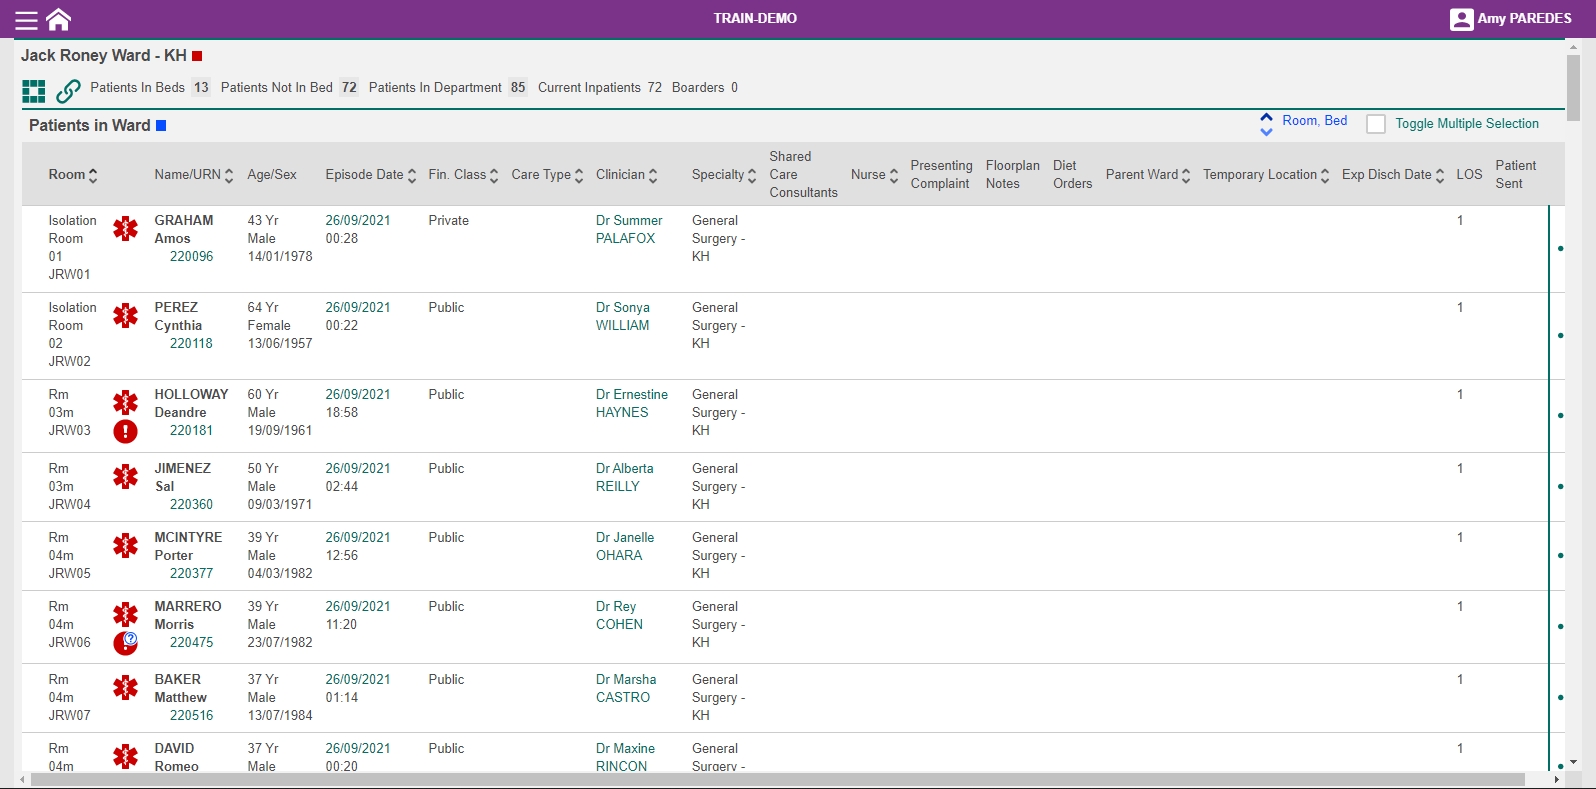 TRAIN-DEMO
Amy PAREDES
Jack Roney Ward - KH
Patients In Beds 13 Patients Not In Bed 72 Patients In Department 85 Current Inpatients 72 Boarders 0
Patients in Ward
Room, Bed
Toggle Multiple Selection
Room Name/URN Age/Sex Episode Date Fin. Class Care Type Clinician Specialty Shared Care Consultants Nurse Presenting Complaint Floorplan Notes Diet Orders Parent Ward Temporary Location Exp Disch Date LOS Patient Sent
Isolation GRAHAM 43 Yr 26/09/2021 Private Dr Summer General 1
Room Amos Male 00:28 PALAFOX Surgery -
01 220096 14/01/1978 KH
JRW01
Isolation PEREZ 64 Yr 26/09/2021 Public Dr Sonya General 1
Room Cynthia Female 00:22 WILLIAM Surgery -
02 220118 13/06/1957 KH
JRW02
Rm HOLLOWAY 60 Yr 26/09/2021 Public Dr Ernestine General 1
03m Deandre Male 18:58 HAYNES Surgery -
JRW03 220181 19/09/1961 KH
Rm JIMENEZ 50 Yr 26/09/2021 Public Dr Alberta General 1
03m Sal Male 02:44 REILLY Surgery -
JRW04 220360 09/03/1971 KH
Rm MCINTYRE 39 Yr 26/09/2021 Public Dr Janelle General 1
04m Porter Male 12:56 OHARA Surgery -
JRW05 220377 04/03/1982 KH
Rm MARRERO 39 Yr 26/09/2021 Public Dr Rey General 1
04m Morris Male 11:20 COHEN Surgery -
JRW06 220475 23/07/1982 KH
Rm BAKER 37 Yr 26/09/2021 Public Dr Marsha General 1
04m Matthew Male 01:14 CASTRO Surgery -
JRW07 220516 13/07/1984 KH
Rm DAVID 37 Yr 26/09/2021 Public Dr Maxine General 1
04m Romeo Male 00:20 RINCON Surgery -